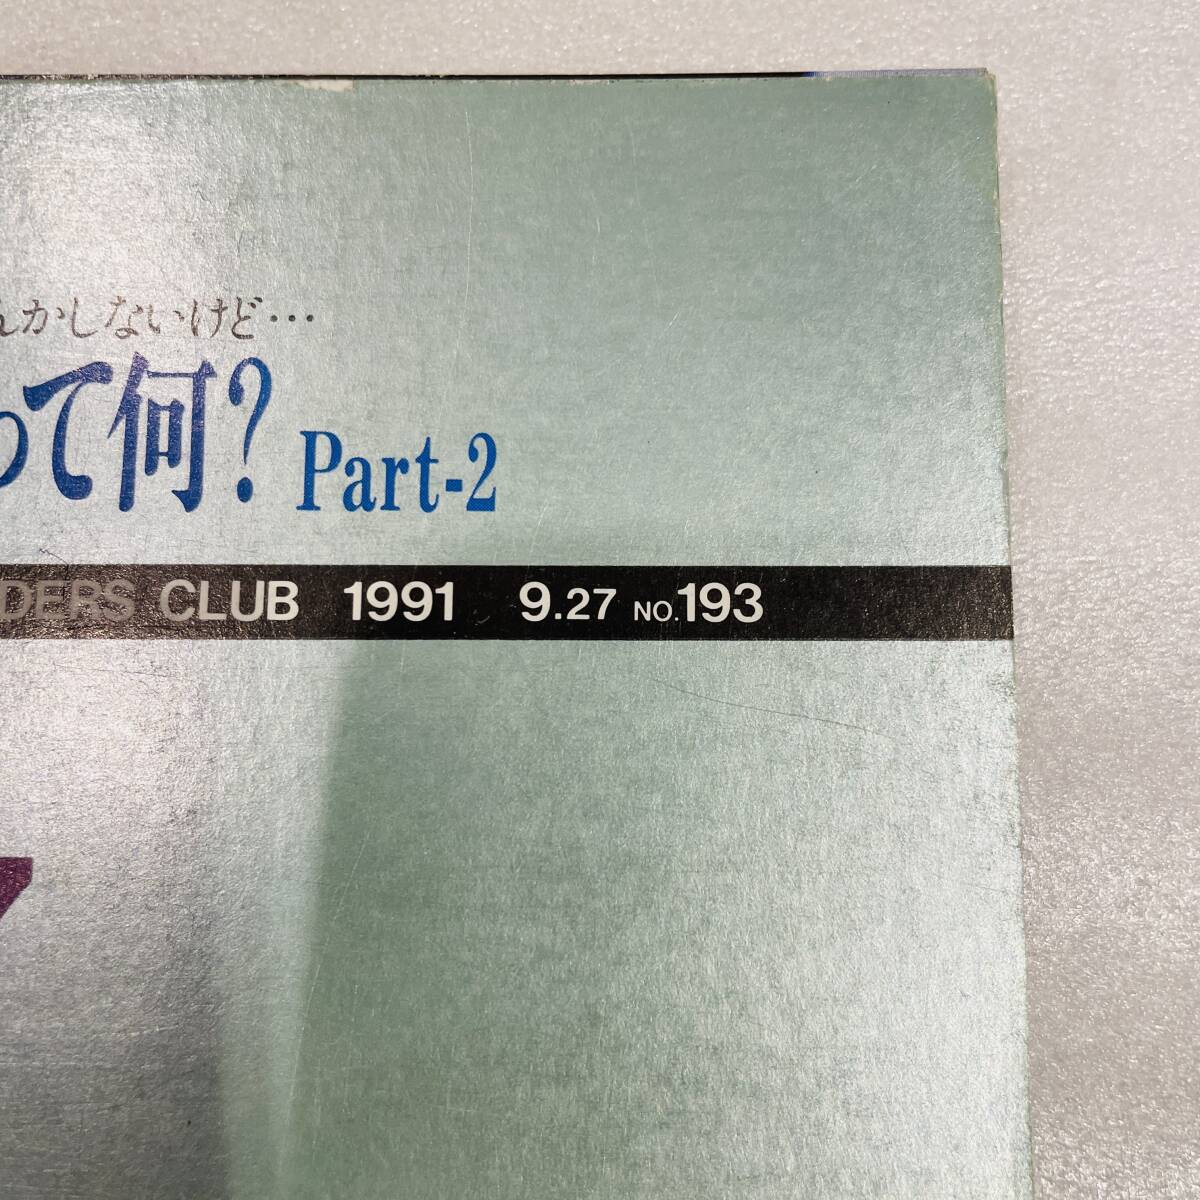 んかしないけど…
って何? Part-2
DERS CLUB 1991 9.27 NO.193